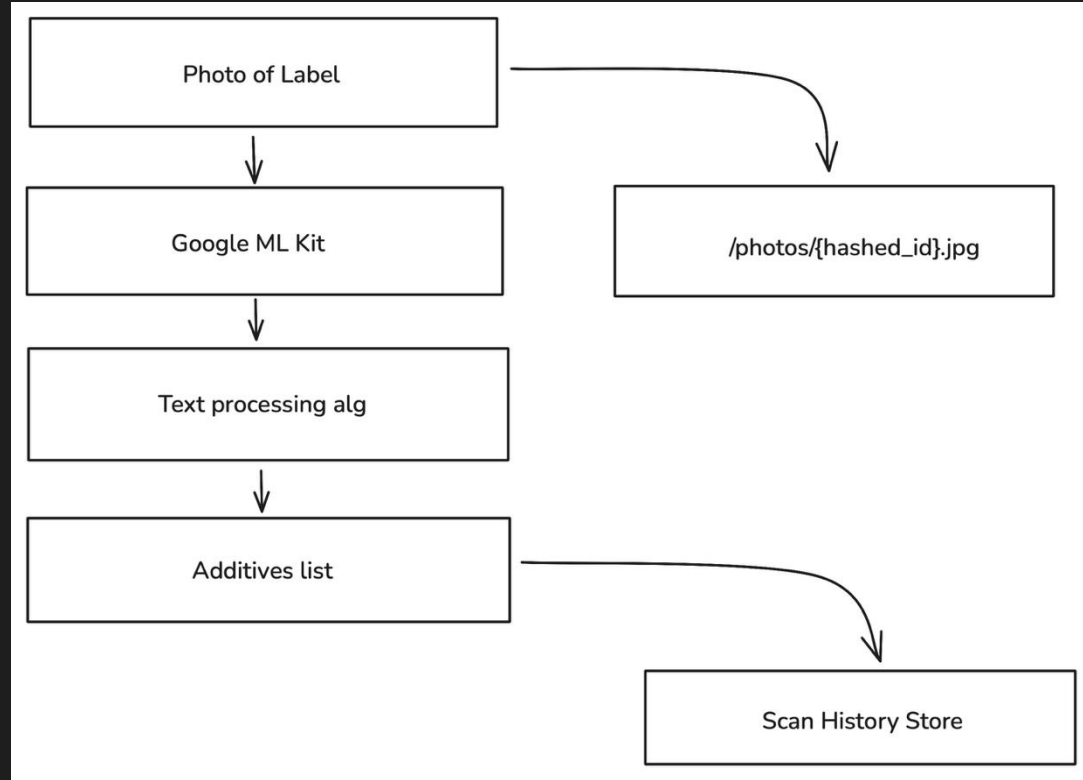 Photo of Label
Google ML Kit
/photos/{hashed_id}.jpg
Text processing alg
Additives list
Scan History Store